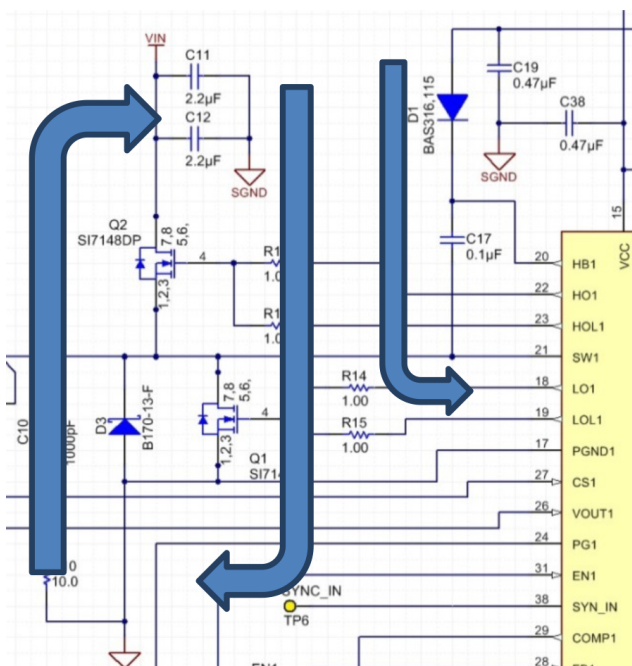 VIN
C11
2.2µF
C12
2.2µF
SGND
D1
BAS316,115
C19
0.47µF
C38
0.47µF
SGND
C17
0.1µF
15
VCC
Q2
SI7148DP
7,8
5,6,
4
1,2,3
20 HB1
22 HO1
23 HOL1
21 SW1
R14
1.00
18 LO1
R15
1.00
19 LOL1
C10
1000pF
D3
B170-13-F
7,8
5,6,
4
1,2,3
Q1
17 PGND1
27 CS1
26 VOUT1
24 PG1
31 EN1
10.0
SYNC_IN
TP6
38 SYN_IN
29 COMP1
28